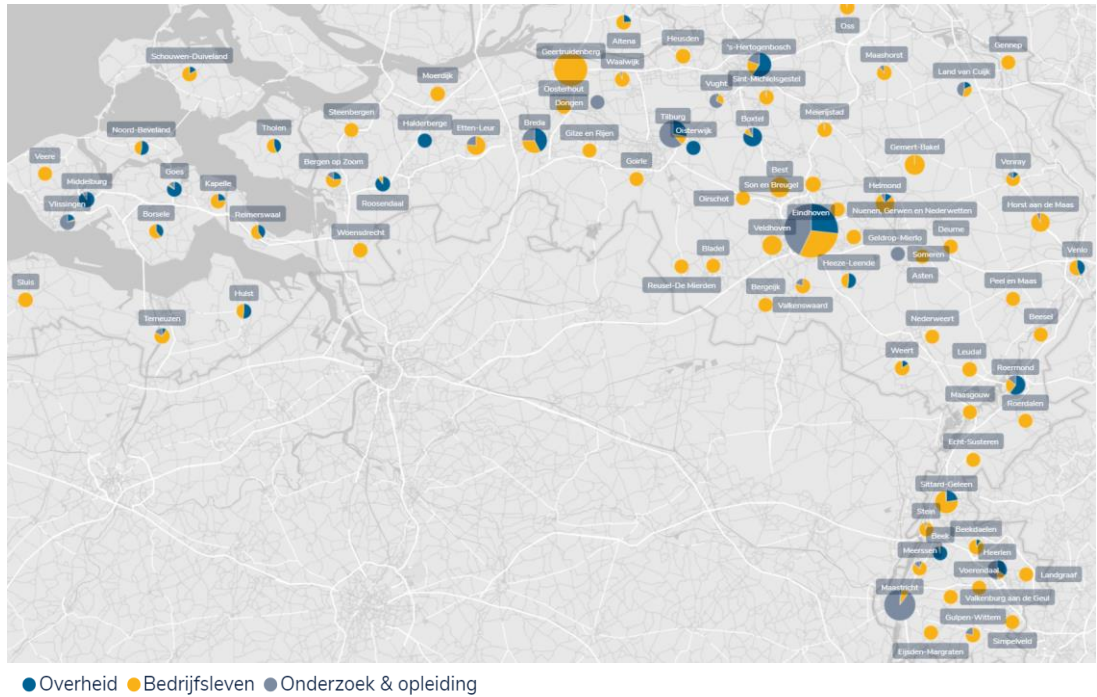 Oss
Altena
Heusden
's-Hertogenbosch
Maashorst
Gennep
Schouwen-Duiveland
Geertruidenberg
Waalwijk
Sint-Michielsgestel
Land van Cuijk
Moerdijk
Oosterhout
Vught
Dongen
Steenbergen
Meierijstad
Noord-Beveland
Tholen
Halderberge
Etten-Leur
Breda
Gilze en Rijen
Tilburg
Oisterwijk
Boxtel
Veere
Goes
Bergen op Zoom
Goirle
Gemert-Bakel
Venray
Middelburg
Kapelle
Roosendaal
Best
Son en Breugel
Helmond
Vlissingen
Oirschot
Horst aan de Maas
Borsele
Reimerswaal
Woensdrecht
Eindhoven
Nuenen, Gerwen en Nederwetten
Veldhoven
Geldrop-Mierlo
Deurne
Bladel
Someren
Venlo
Heeze-Leende
Asten
Sluis
Reusel-De Mierden
Bergeijk
Peel en Maas
Hulst
Valkenswaard
Terneuzen
Nederweert
Beesel
Weert
Leudal
Roermond
Maasgouw
Roerdalen
Echt-Susteren
Sittard-Geleen
Stein
Beekdaelen
Beek
Meerssen
Heerlen
Voerendaal
Landgraaf
Maastricht
Valkenburg aan de Geul
Gulpen-Wittem
Simpelveld
Eijsden-Margraten
Overheid Bedrijfsleven Onderzoek & opleiding